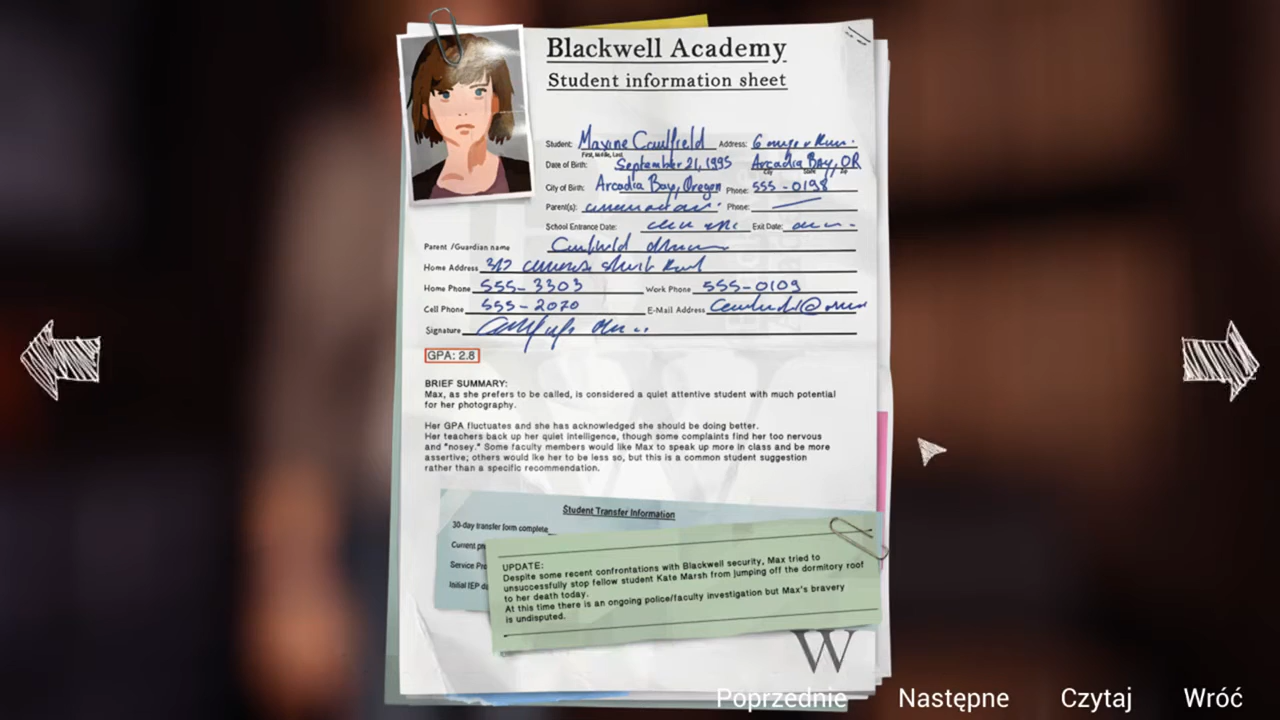 Blackwell Academy
Student information sheet
Student: Maxine Caulfield Address:
First, Middle, Last
Date of Birth: September 21, 1995 Arcadia Bay, OR
City State Zip
City of Birth: Arcadia Bay, Oregon Phone: 555-0198
Parent(s): Phone:
School Entrance Date: Exit Date:
Parent /Guardian name
Home Address
Home Phone 555-3303 Work Phone 555-0109
Cell Phone 555-2070 E-Mail Address
Signature
GPA: 2.8
BRIEF SUMMARY:
Max, as she prefers to be called, is considered a quiet attentive student with much potential
for her photography.
Her GPA fluctuates and she has acknowledged she should be doing better.
Her teachers back up her quiet intelligence, though some complaints find her too nervous
and "nosey." Some faculty members would like Max to speak up more in class and be more
assertive; others would lke her to be less so, but this is a common student suggestion
rather than a specific recommendation.
Student Transfer Information
30-day transfer form complete
Current
Service
Initial IEP
UPDATE:
Despite some recent confrontations with Blackwell security, Max tried to
unsuccessfully stop fellow student Kate Marsh from jumping off the dormitory roof
to her death today.
At this time there is an ongoing police/faculty investigation but Max's bravery
is undisputed.
W
Poprzednie Następne Czytaj Wróć